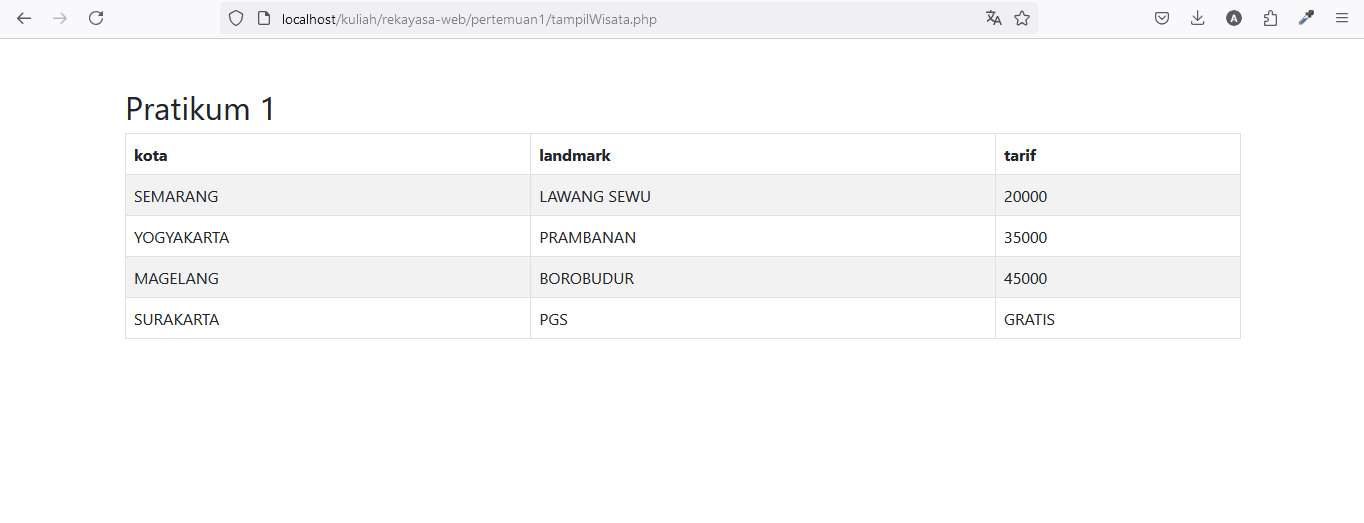 localhost/kuliah/rekayasa-web/pertemuan1/tampilWisata.php
A
Pratikum 1
kota landmark tarif
SEMARANG LAWANG SEWU 20000
YOGYAKARTA PRAMBANAN 35000
MAGELANG BOROBUDUR 45000
SURAKARTA PGS GRATIS